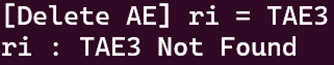 [Delete AE] ri = TAE3
ri : TAE3 Not Found